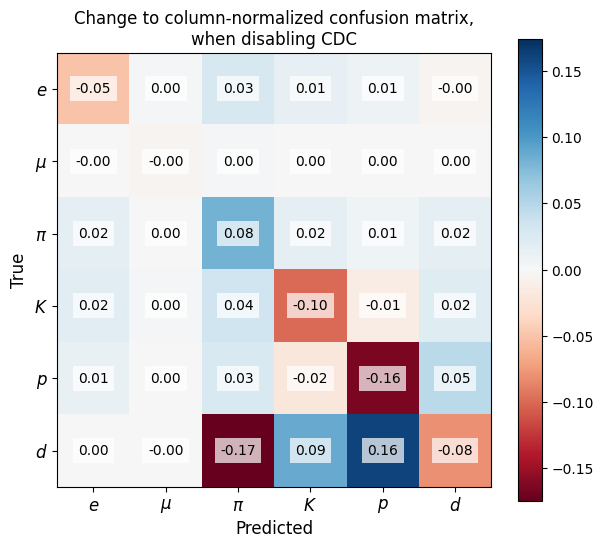 Change to column-normalized confusion matrix,
when disabling CDC
e -0.05 0.00 0.03 0.01 0.01 -0.00
μ -0.00 -0.00 0.00 0.00 0.00 0.00
π 0.02 0.00 0.08 0.02 0.01 0.02
K 0.02 0.00 0.04 -0.10 -0.01 0.02
p 0.01 0.00 0.03 -0.02 -0.16 0.05
d 0.00 -0.00 -0.17 0.09 0.16 -0.08
e μ π K p d
True
Predicted
0.15
0.10
0.05
0.00
−0.05
−0.10
−0.15